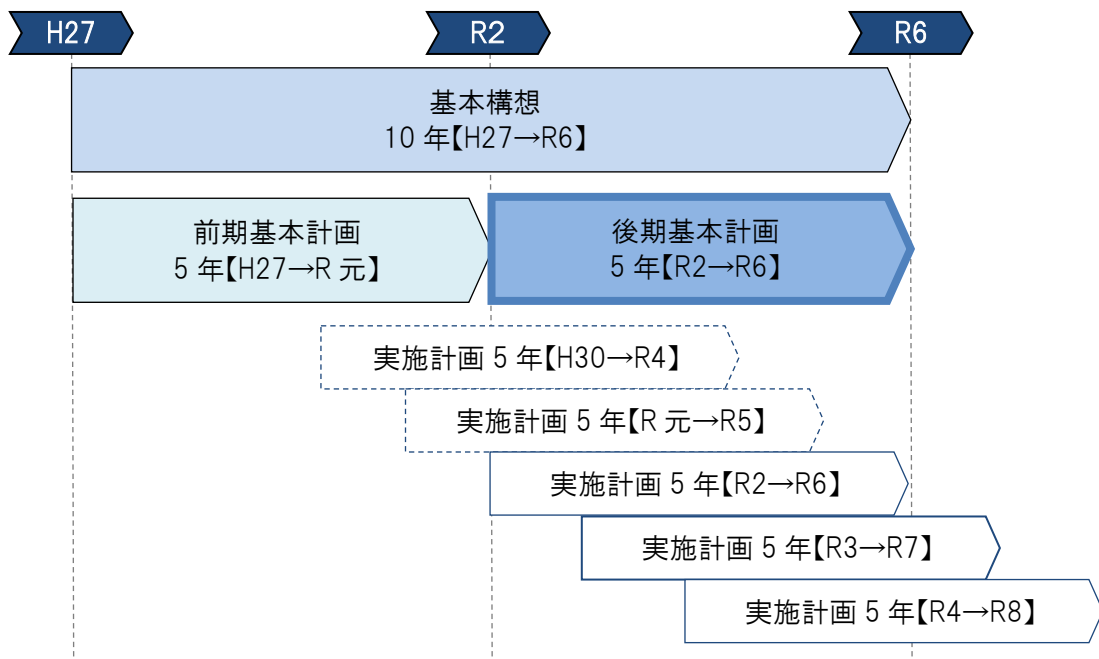 H27
R2
R6
基本構想
10 年【H27→R6】
前期基本計画
5 年【H27→R 元】
後期基本計画
5 年【R2→R6】
実施計画 5 年【H30→R4】
実施計画 5 年【R 元→R5】
実施計画 5 年【R2→R6】
実施計画 5 年【R3→R7】
実施計画 5 年【R4→R8】